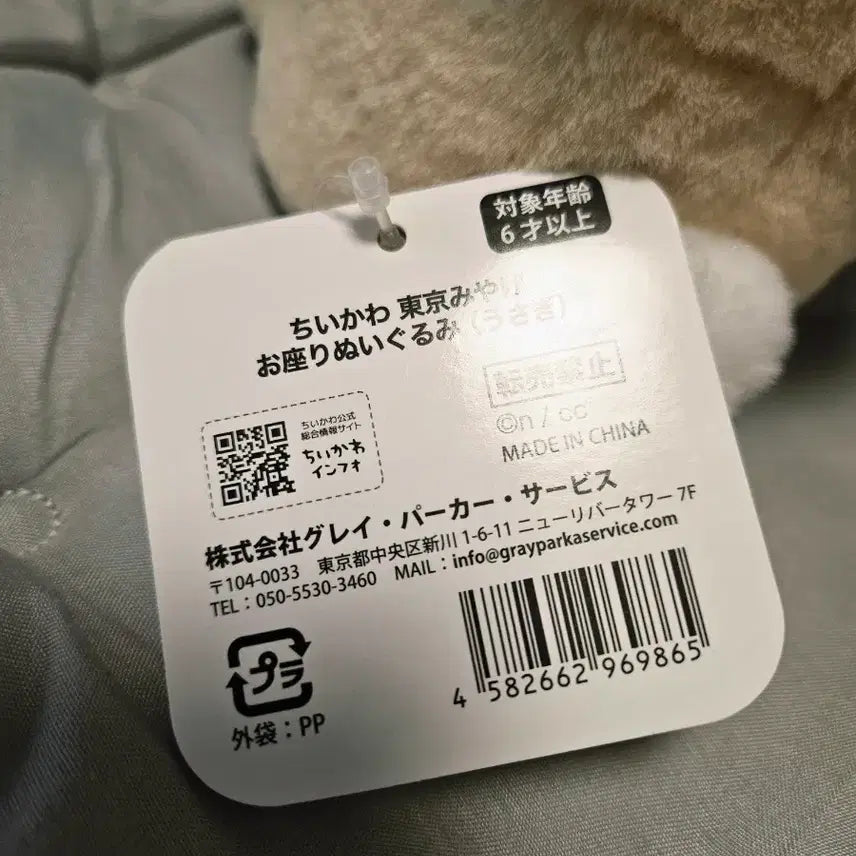 対象年齢
6才以上
ちいかわ 東京みやげ
お座りぬいぐるみ（うさぎ）
転売禁止
ちいかわ公式
総合情報サイト
ちいかわ
インフォ
©n / oc
MADE IN CHINA
株式会社グレイ・パーカー・サービス
〒104-0033 東京都中央区新川 1-6-11 ニューリバータワー 7F
TEL：050-5530-3460 MAIL：info@grayparkaservice.com
プラ
外袋：PP
4 582662 969865